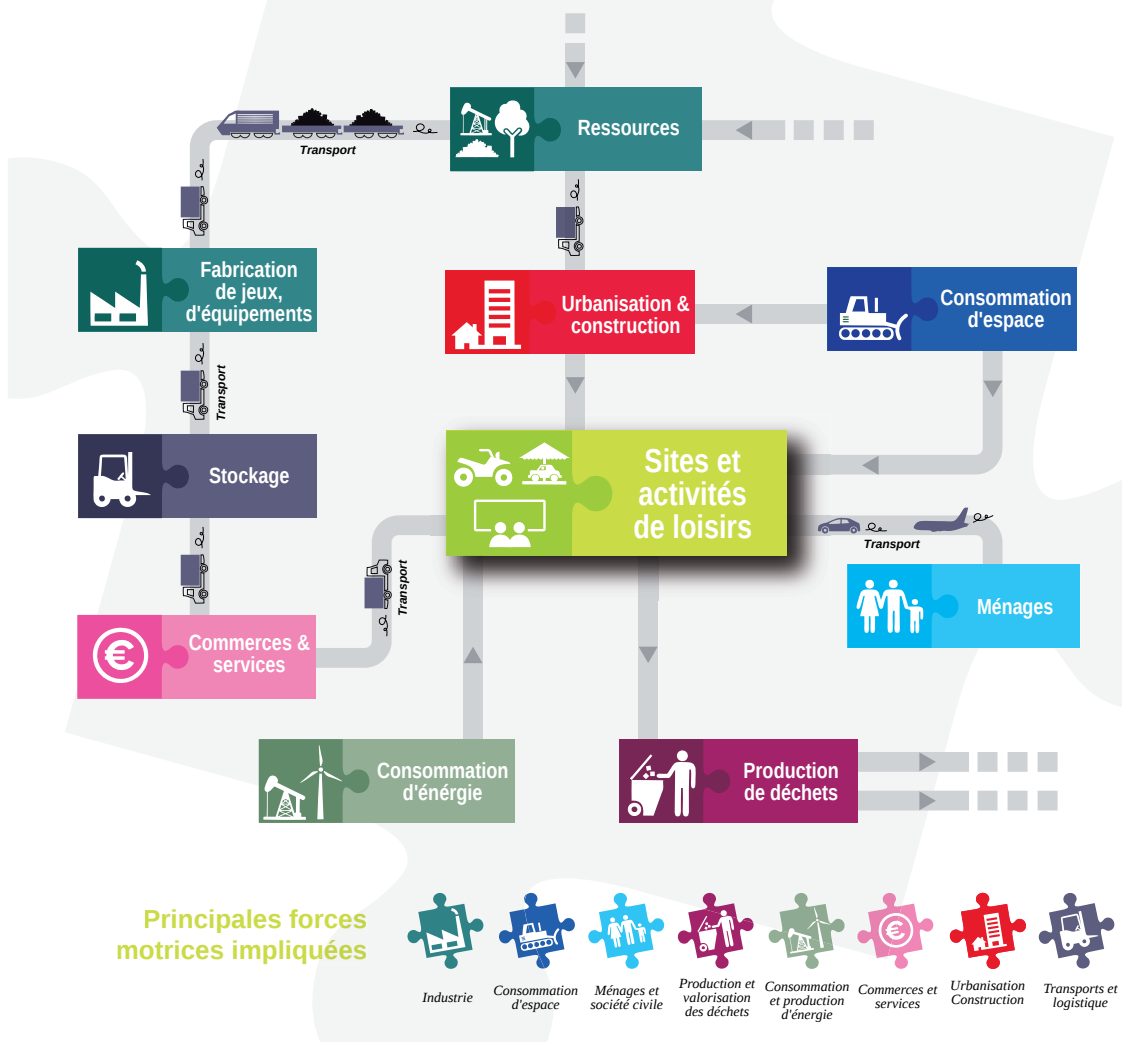 Ressources
Transport
Fabrication
de jeux,
d'équipements
Urbanisation &
construction
Consommation
d'espace
Transport
Stockage
Sites et
activités
de loisirs
Transport
Transport
Ménages
Commerces &
services
Consommation
d'énérgie
Production
de déchets
Principales forces
motrices impliquées
Industrie
Consommation
d'espace
Ménages et
société civile
Production et
valorisation
des déchets
Consommation
et production
d'énergie
Commerces et
services
Urbanisation
Construction
Transports et
logistique